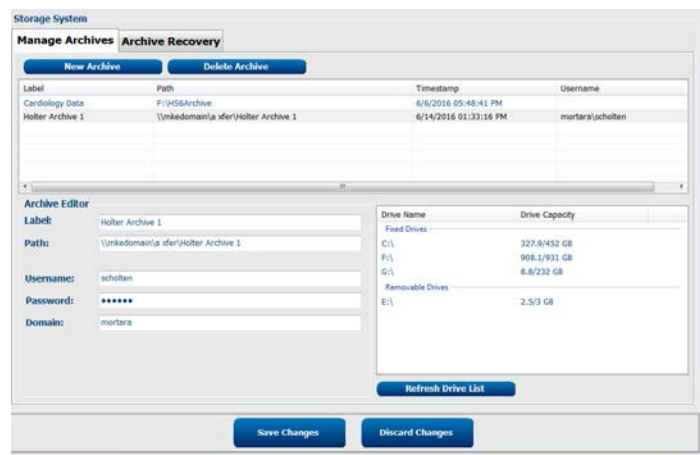 Storage System
Manage Archives Archive Recovery
New Archive Delete Archive
Label Path Timestamp Username
Cardiology Data F:\HS6Archive 6/6/2016 05:48:41 PM
Holter Archive 1 \\mkedomain\a xfer\Holter Archive 1 6/14/2016 01:33:16 PM mortara\scholten
Archive Editor
Label: Holter Archive 1
Path: \\mkedomain\a xfer\Holter Archive 1
Username: scholten
Password: ••••••
Domain: mortara
Drive Name Drive Capacity
Fixed Drives
C:\ 327.9/452 GB
F:\ 908.1/931 GB
G:\ 8.8/232 GB
Removable Drives
E:\ 2.5/3 GB
Refresh Drive List
Save Changes Discard Changes